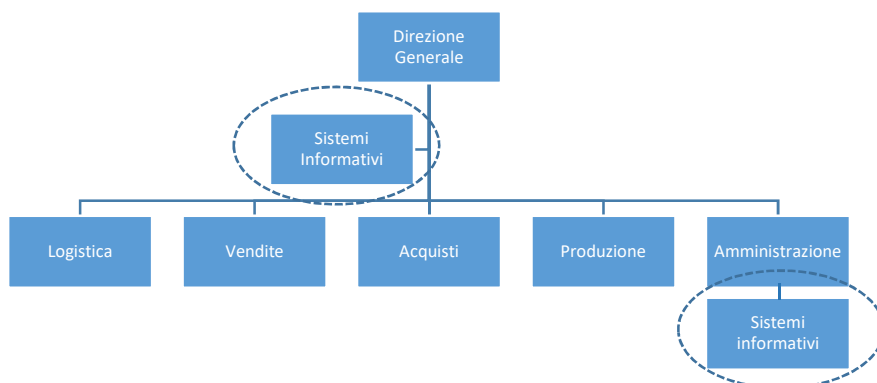 Direzione
Generale
Sistemi
Informativi
Logistica
Vendite
Acquisti
Produzione
Amministrazione
Sistemi
informativi